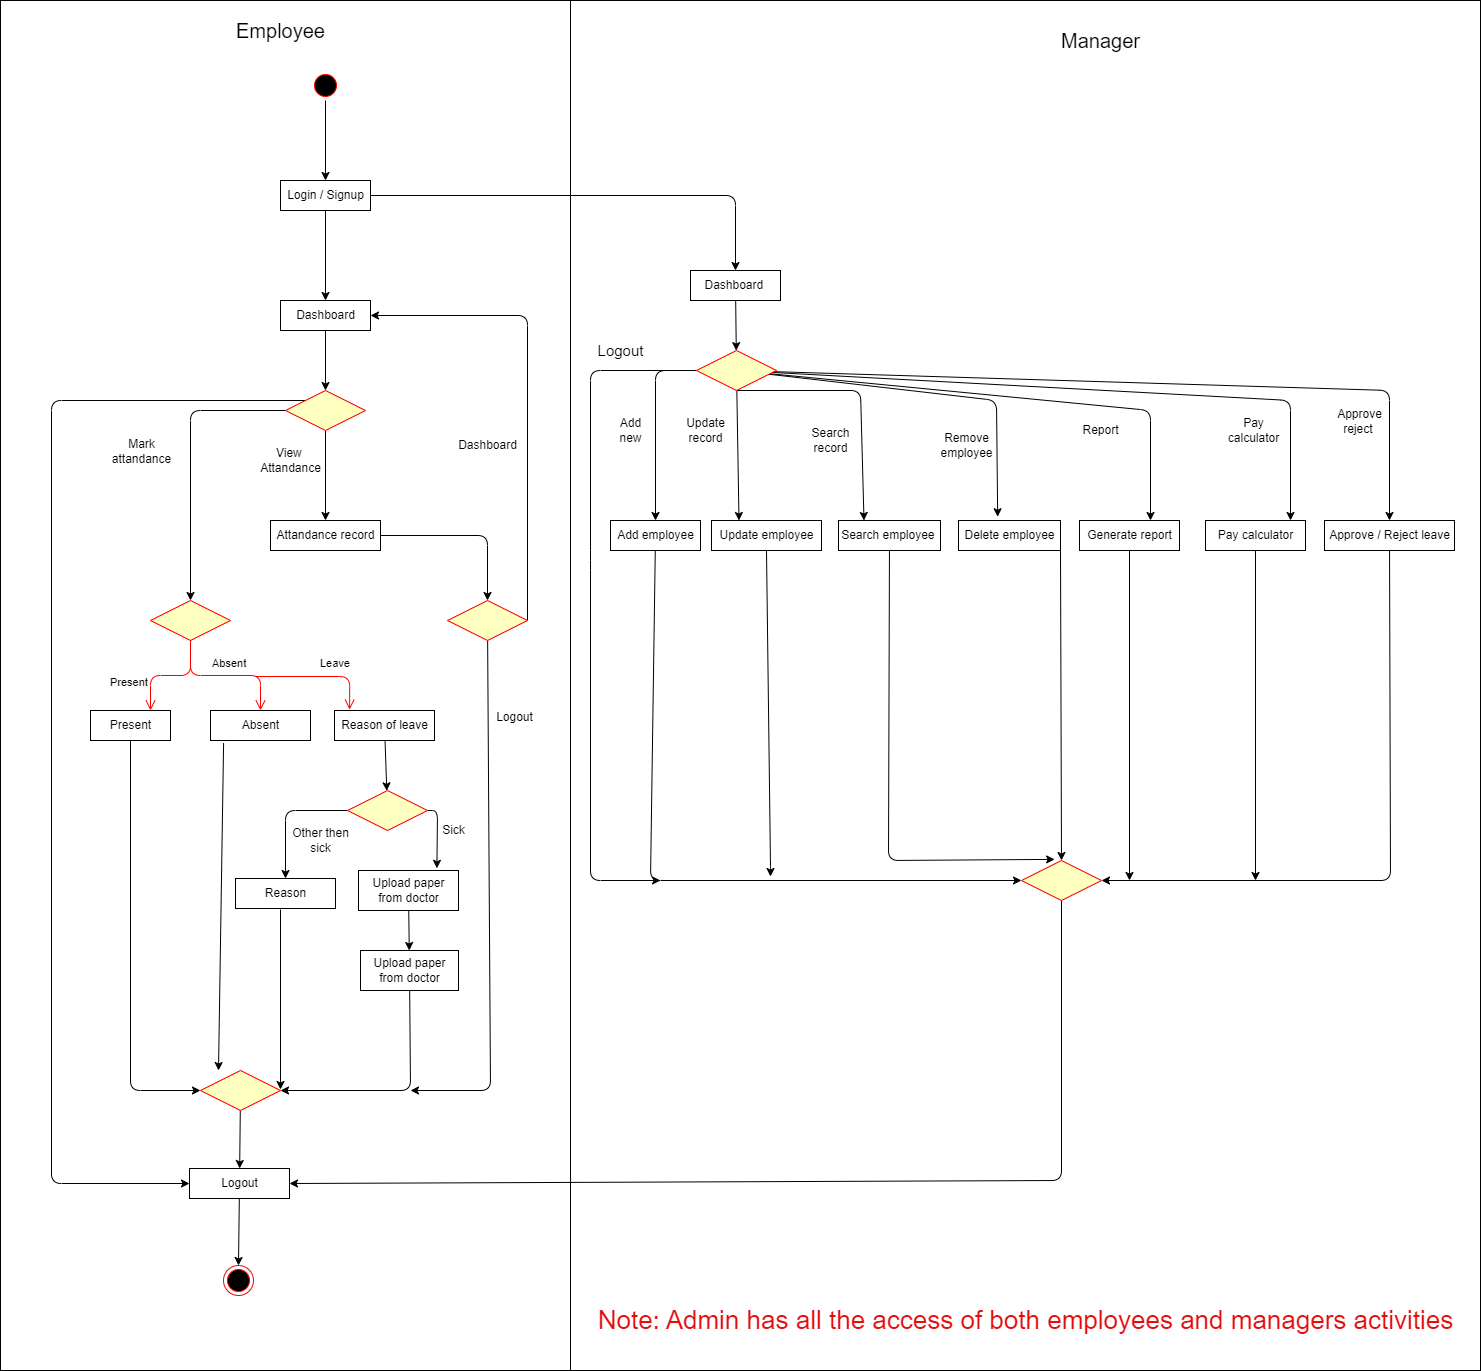 Employee
Manager
Login / Signup
Dashboard
Dashboard
Logout
Mark
attandance
View
Attandance
Dashboard
Add
new
Update
record
Search
record
Remove
employee
Report
Pay
calculator
Approve
reject
Attandance record
Add employee
Update employee
Search employee
Delete employee
Generate report
Pay calculator
Approve / Reject leave
Present
Absent
Leave
Present
Absent
Reason of leave
Logout
Other then
sick
Sick
Reason
Upload paper
from doctor
Upload paper
from doctor
Logout
Note: Admin has all the access of both employees and managers activities